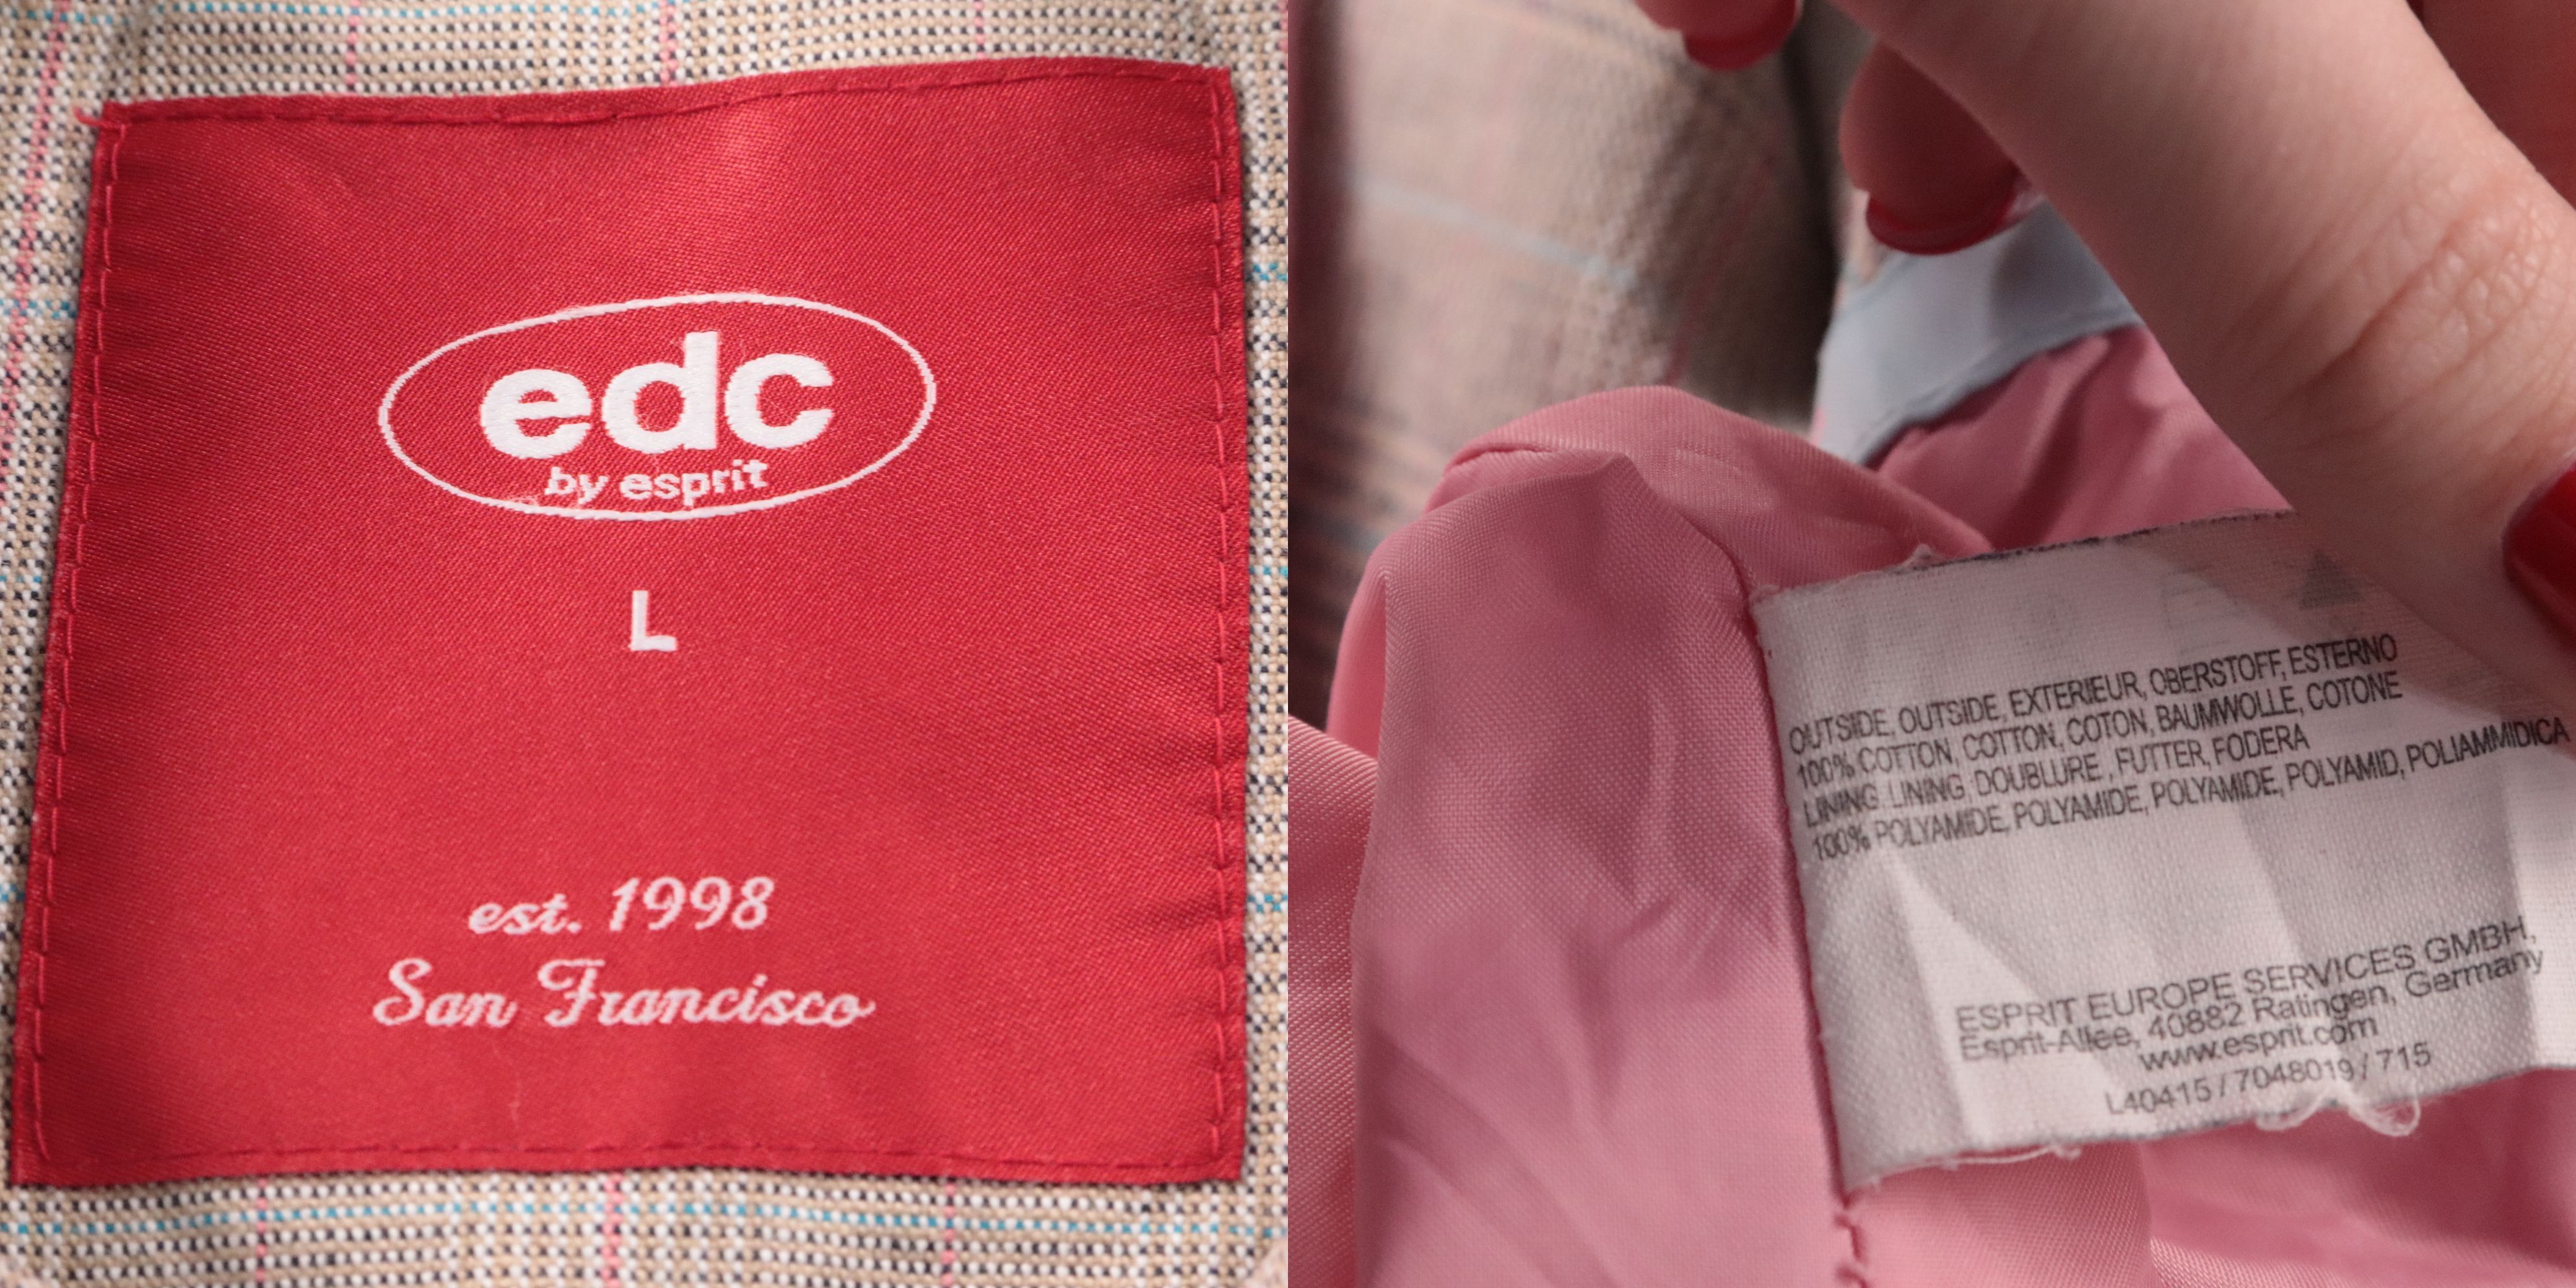 edc
by esprit
L
est. 1998
San Francisco
OUTSIDE, OUTSIDE, EXTERIEUR, OBERSTOFF, ESTERNO
100% COTTON, COTTON, COTON, BAUMWOLLE, COTONE
LINING, LINING, DOUBLURE, FUTTER, FODERA
100% POLYAMIDE, POLYAMIDE, POLYAMIDE, POLYAMID, POLIAMMIDICA
ESPRIT EUROPE SERVICES GMBH,
Esprit-Allee, 40882 Ratingen, Germany
www.esprit.com
L40415 / 7048019 / 715